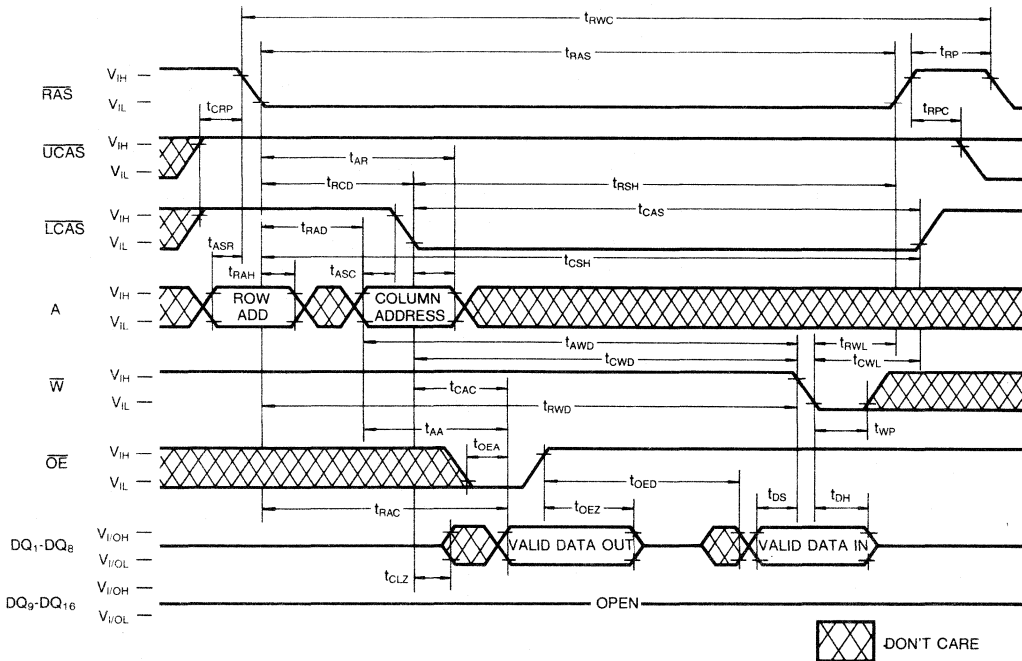 tRWC
tRAS
tRP
RAS
VIH
VIL
tCRP
tRPC
UCAS
VIH
VIL
tAR
tRCD
tRSH
tCAS
LCAS
VIH
VIL
tRAD
tCSH
tASR
tRAH
tASC
A
VIH
VIL
ROW ADD
COLUMN ADDRESS
tAWD
tRWL
tCWD
tCWL
W
VIH
VIL
tCAC
tRWD
tWP
tAA
tOEA
OE
VIH
VIL
tOED
tRAC
tOEZ
tDS
tDH
DQ1-DQ8
VI/OH
VI/OL
VALID DATA OUT
VALID DATA IN
tCLZ
DQ9-DQ16
VI/OH
VI/OL
OPEN
DON'T CARE